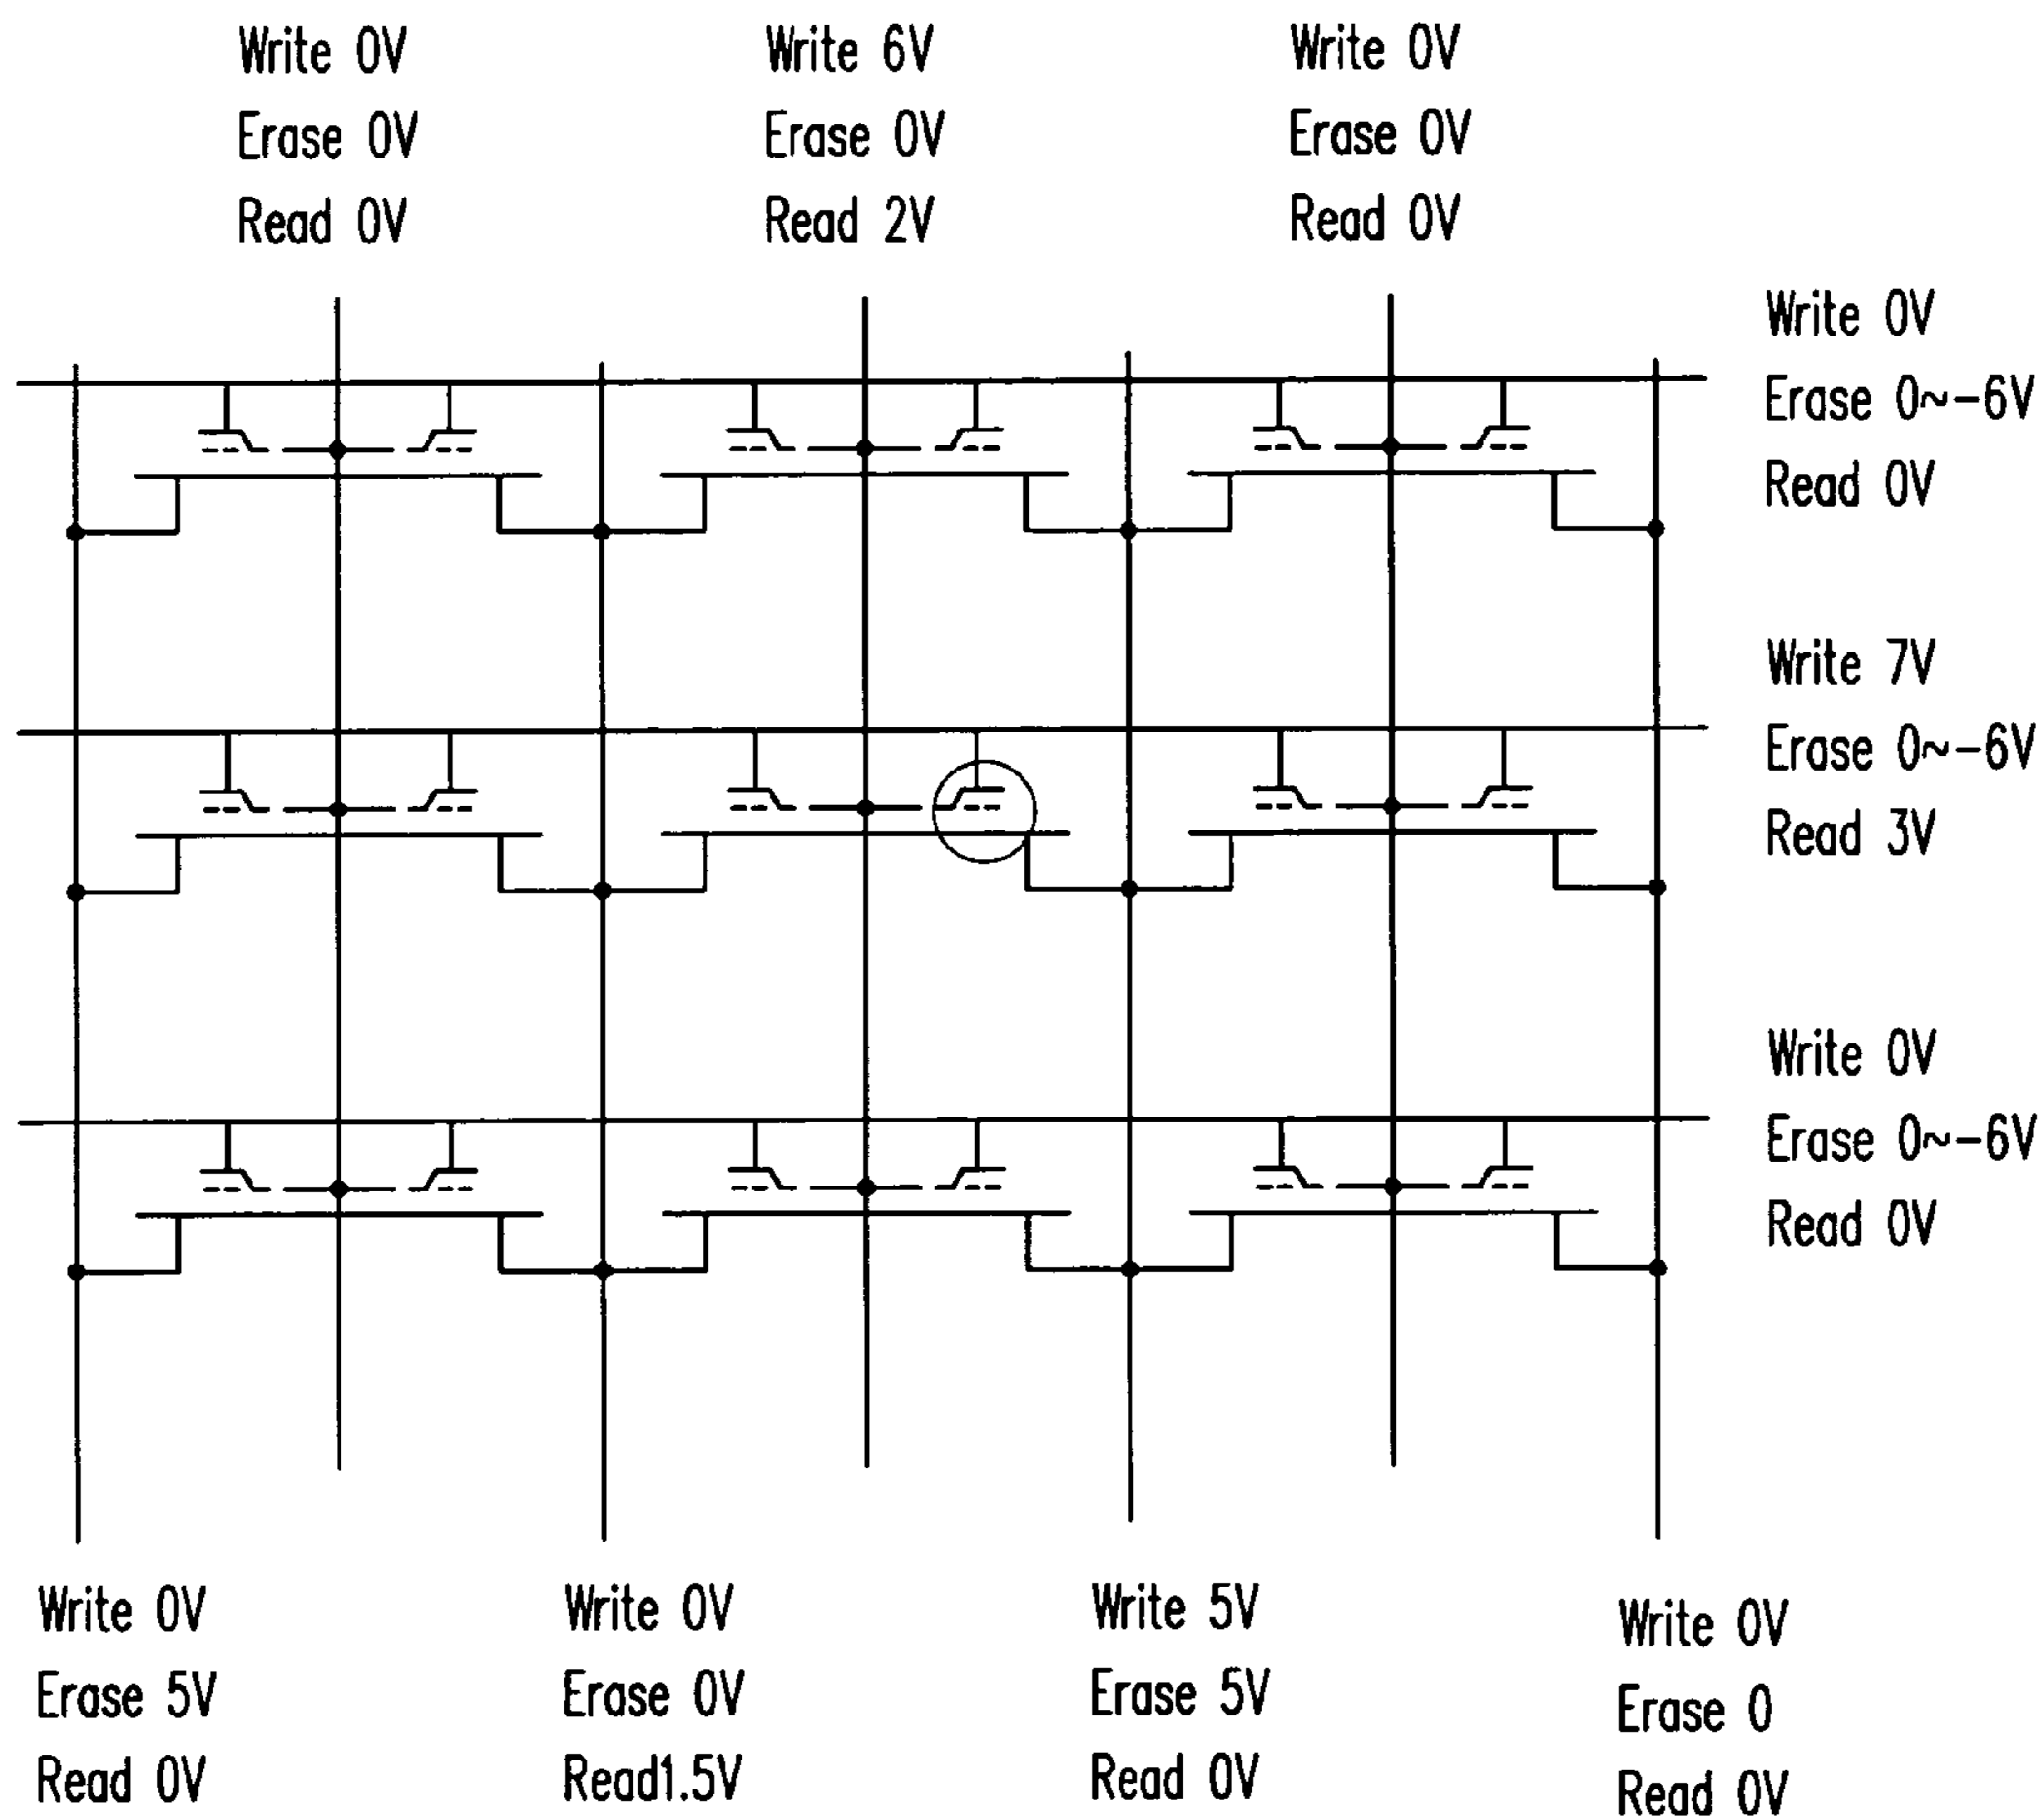 Write 0V
Erase 0V
Read 0V
Write 6V
Erase 0V
Read 2V
Write 0V
Erase 0V
Read 0V
Write 0V
Erase 0~-6V
Read 0V
Write 7V
Erase 0~-6V
Read 3V
Write 0V
Erase 0~-6V
Read 0V
Write 0V
Erase 5V
Read 0V
Write 0V
Erase 0V
Read1.5V
Write 5V
Erase 5V
Read 0V
Write 0V
Erase 0
Read 0V